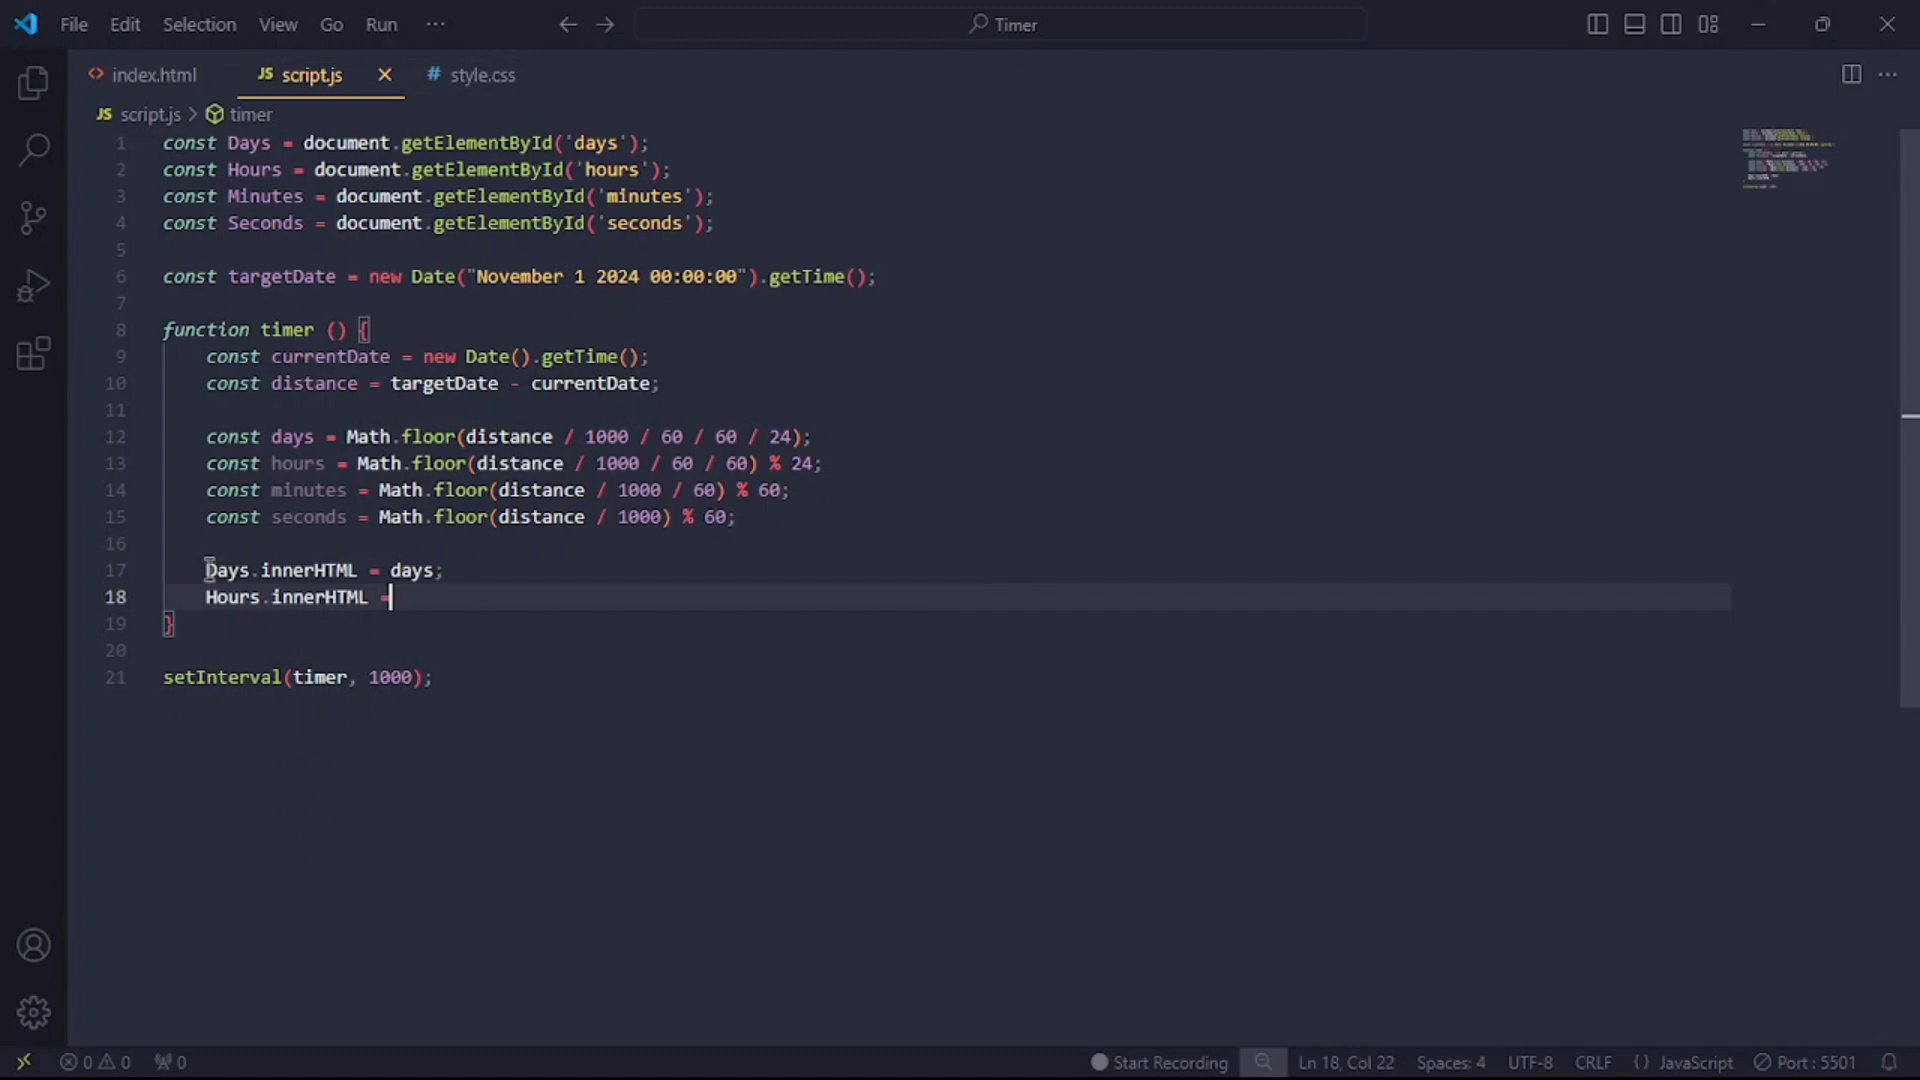 File Edit Selection View Go Run ··· Timer
index.html script.js style.css
script.js > timer
1 const Days = document.getElementById('days');
2 const Hours = document.getElementById('hours');
3 const Minutes = document.getElementById('minutes');
4 const Seconds = document.getElementById('seconds');
5
6 const targetDate = new Date("November 1 2024 00:00:00").getTime();
7
8 function timer () {
9 const currentDate = new Date().getTime();
10 const distance = targetDate - currentDate;
11
12 const days = Math.floor(distance / 1000 / 60 / 60 / 24);
13 const hours = Math.floor(distance / 1000 / 60 / 60) % 24;
14 const minutes = Math.floor(distance / 1000 / 60) % 60;
15 const seconds = Math.floor(distance / 1000) % 60;
16
17 Days.innerHTML = days;
18 Hours.innerHTML =
19 }
20
21 setInterval(timer, 1000);
0 0 0 Start Recording Ln 18, Col 22 Spaces: 4 UTF-8 CRLF {} JavaScript Port : 5501